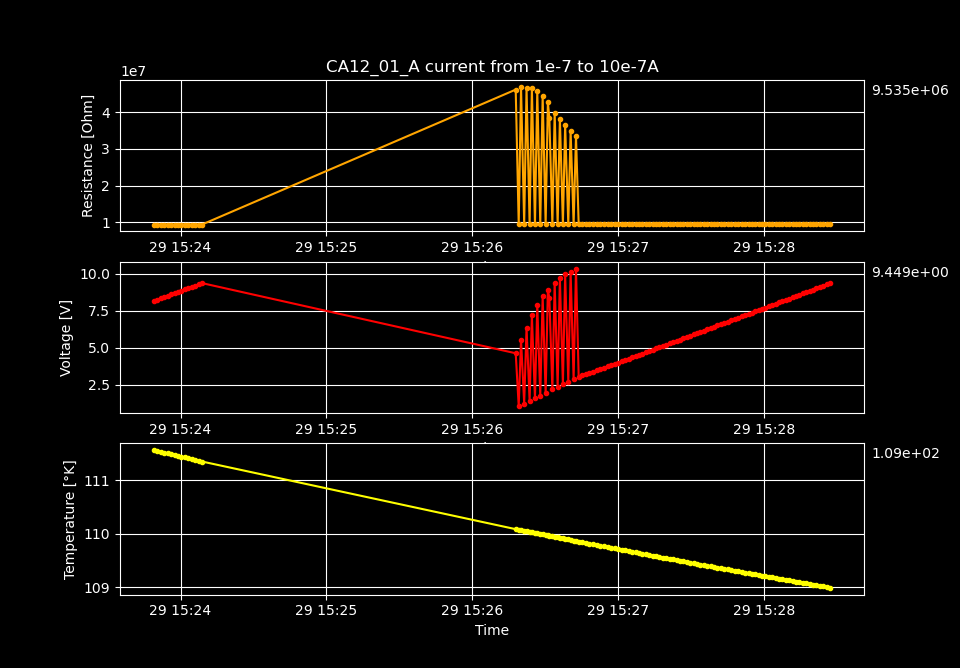 CA12_01_A current from 1e-7 to 10e-7A
1e7
9.535e+06
Resistance [Ohm]
4
3
2
1
29 15:24 29 15:25 29 15:26 29 15:27 29 15:28
9.449e+00
Voltage [V]
10.0
7.5
5.0
2.5
29 15:24 29 15:25 29 15:26 29 15:27 29 15:28
1.09e+02
Temperature [°K]
111
110
109
29 15:24 29 15:25 29 15:26 29 15:27 29 15:28
Time